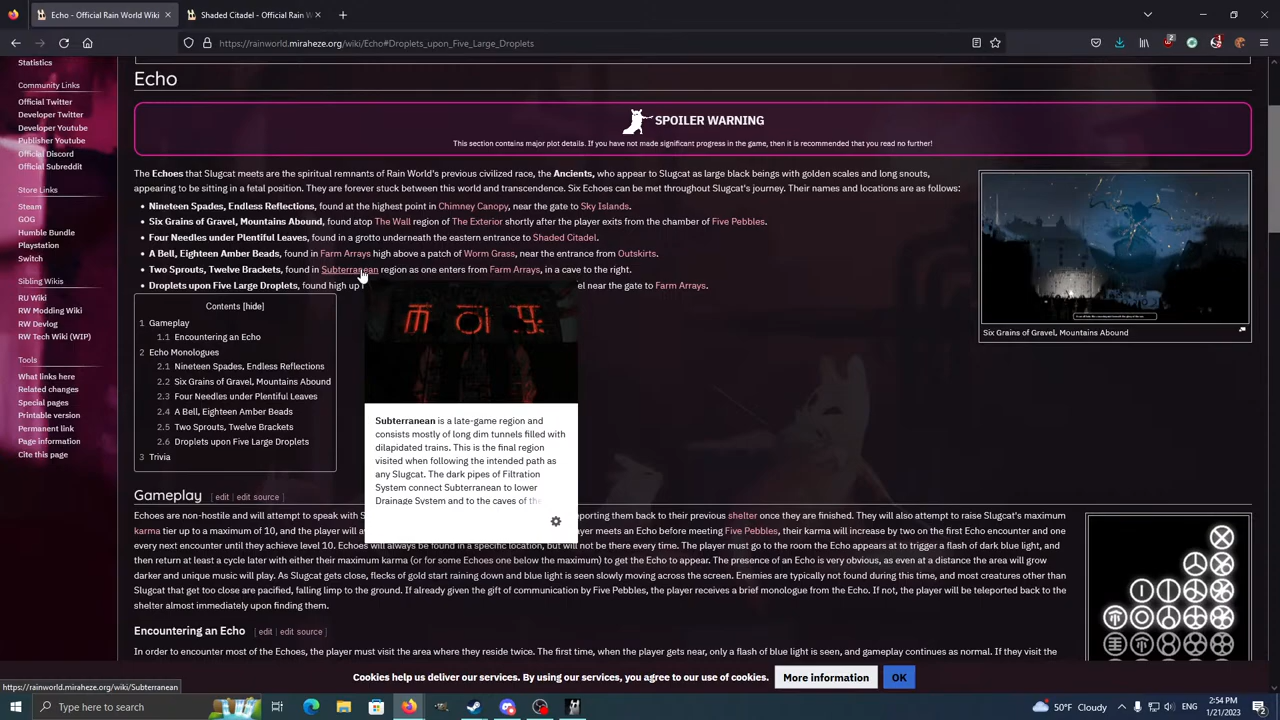 Echo - Official Rain World Wiki
Shaded Citadel - Official Rain W
https://rainworld.miraheze.org/wiki/Echo#Droplets_upon_Five_Large_Droplets
Statistics
Community Links
Official Twitter
Developer Twitter
Developer Youtube
Publisher Youtube
Official Discord
Official Subreddit
Store Links
Steam
GOG
Humble Bundle
Playstation
Switch
Sibling Wikis
RU Wiki
RW Modding Wiki
RW Devlog
RW Tech Wiki (WIP)
Tools
What links here
Related changes
Special pages
Printable version
Permanent link
Page information
Cite this page
Echo
SPOILER WARNING
This section contains major plot details. If you have not made significant progress in the game, then it is recommended that you read no further!
The Echoes that Slugcat meets are the spiritual remnants of Rain World's previous civilized race, the Ancients, who appear to Slugcat as large black beings with golden scales and long snouts,
appearing to be sitting in a fetal position. They are forever stuck between this world and transcendence. Six Echoes can be met throughout Slugcat's journey. Their names and locations are as follows:
• Nineteen Spades, Endless Reflections, found at the highest point in Chimney Canopy, near the gate to Sky Islands.
• Six Grains of Gravel, Mountains Abound, found atop The Wall region of The Exterior shortly after the player exits from the chamber of Five Pebbles.
• Four Needles under Plentiful Leaves, found in a grotto underneath the eastern entrance to Shaded Citadel.
• A Bell, Eighteen Amber Beads, found in Farm Arrays high above a patch of Worm Grass, near the entrance from Outskirts.
• Two Sprouts, Twelve Brackets, found in Subterranean region as one enters from Farm Arrays, in a cave to the right.
• Droplets upon Five Large Droplets, found high up el near the gate to Farm Arrays.
Six Grains of Gravel, Mountains Abound
Contents [hide]
1 Gameplay
1.1 Encountering an Echo
2 Echo Monologues
2.1 Nineteen Spades, Endless Reflections
2.2 Six Grains of Gravel, Mountains Abound
2.3 Four Needles under Plentiful Leaves
2.4 A Bell, Eighteen Amber Beads
2.5 Two Sprouts, Twelve Brackets
2.6 Droplets upon Five Large Droplets
3 Trivia
Subterranean is a late-game region and
consists mostly of long dim tunnels filled with
dilapidated trains. This is the final region
visited when following the intended path as
any Slugcat. The dark pipes of Filtration
System connect Subterranean to lower
Drainage System and to the caves of the
Gameplay [ edit | edit source ]
Echoes are non-hostile and will attempt to speak with S porting them back to their previous shelter once they are finished. They will also attempt to raise Slugcat's maximum
karma tier up to a maximum of 10, and the player will a ayer meets an Echo before meeting Five Pebbles, their karma will increase by two on the first Echo encounter and one
every next encounter until they achieve level 10. Echoes will always be found in a specific location, but will not be there every time. The player must go to the room the Echo appears at to trigger a flash of dark blue light, and
then return at least a cycle later with either their maximum karma (or for some Echoes one below the maximum) to get the Echo to appear. The presence of an Echo is very obvious, as even at a distance the area will grow
darker and unique music will play. As Slugcat gets close, flecks of gold start raining down and blue light is seen slowly moving across the screen. Enemies are typically not found during this time, and most creatures other than
Slugcat that get too close are pacified, falling limp to the ground. If already given the gift of communication by Five Pebbles, the player receives a brief monologue from the Echo. If not, the player will be teleported back to the
shelter almost immediately upon finding them.
Encountering an Echo [ edit | edit source ]
In order to encounter most of the Echoes, the player must visit the area where they reside twice. The first time, when the player gets near, only a flash of blue light is seen, and gameplay continues as normal. If they visit the
Cookies help us deliver our services. By using our services, you agree to our use of cookies.
More information
OK
https://rainworld.miraheze.org/wiki/Subterranean
Type here to search
50°F Cloudy
ENG
2:54 PM
1/21/2023